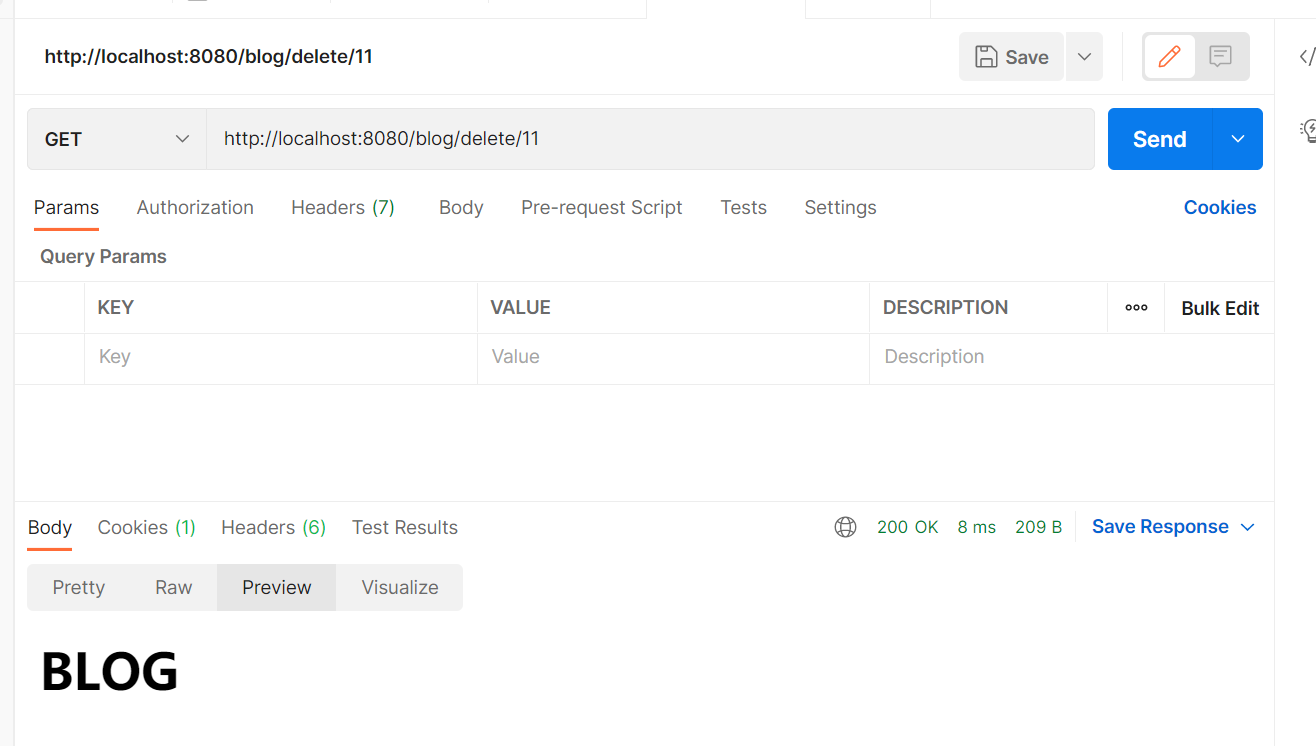 http://localhost:8080/blog/delete/11 Save </
GET http://localhost:8080/blog/delete/11 Send
Params Authorization Headers (7) Body Pre-request Script Tests Settings Cookies
Query Params
KEY VALUE DESCRIPTION ooo Bulk Edit
Key Value Description
Body Cookies (1) Headers (6) Test Results 200 OK 8 ms 209 B Save Response
Pretty Raw Preview Visualize
BLOG